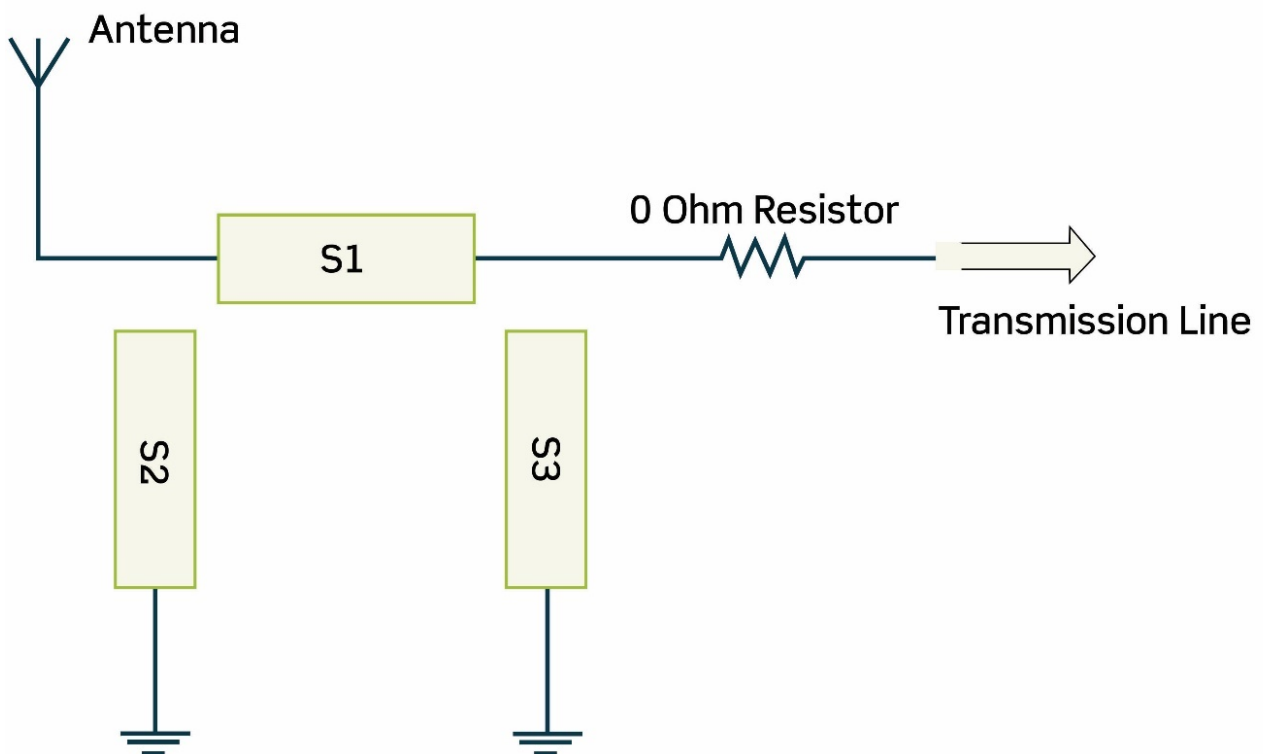 Antenna
0 Ohm Resistor
S1
Transmission Line
S2
S3